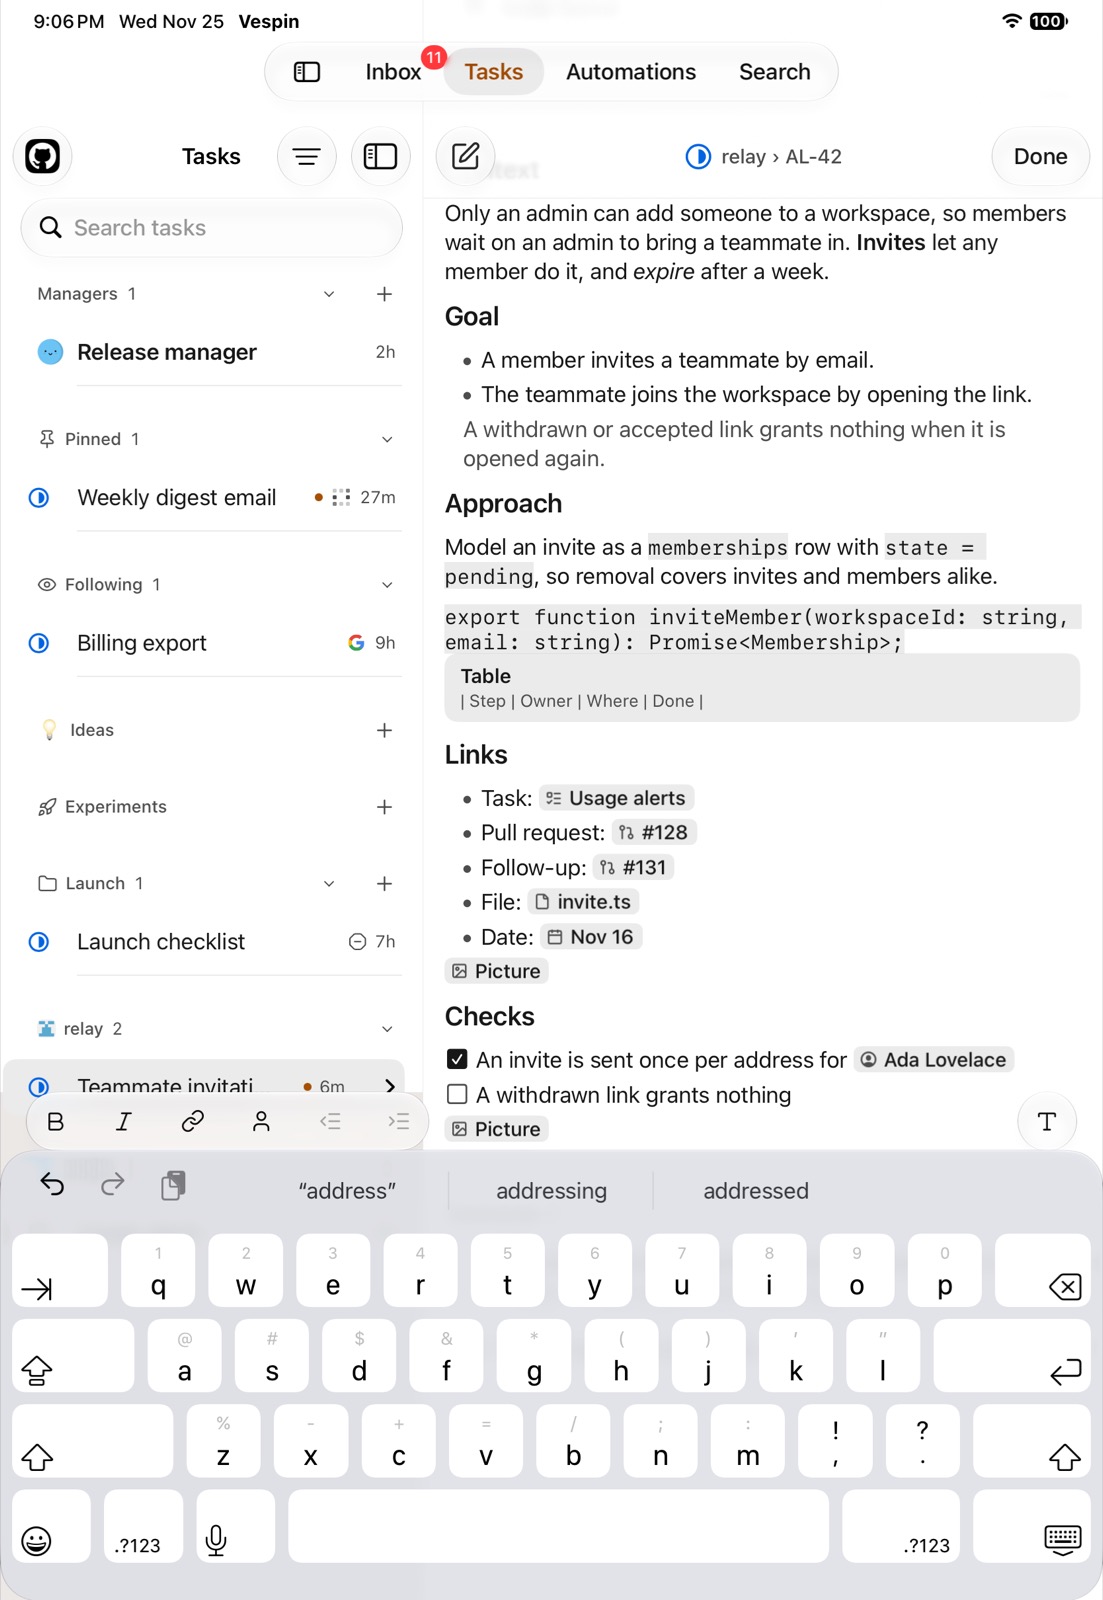 9:06 PM Wed Nov 25 Vespin
100
Inbox 11 Tasks Automations Search
Tasks
relay › AL-42
Done
Search tasks
Managers 1
Release manager 2h
Pinned 1
Weekly digest email 27m
Following 1
Billing export 9h
Ideas
Experiments
Launch 1
Launch checklist 7h
relay 2
Teammate invitati 6m
Only an admin can add someone to a workspace, so members
wait on an admin to bring a teammate in. Invites let any
member do it, and expire after a week.
Goal
• A member invites a teammate by email.
• The teammate joins the workspace by opening the link.
A withdrawn or accepted link grants nothing when it is
opened again.
Approach
Model an invite as a memberships row with state =
pending, so removal covers invites and members alike.
export function inviteMember(workspaceId: string,
email: string): Promise<Membership>;
Table
| Step | Owner | Where | Done |
Links
• Task: Usage alerts
• Pull request: #128
• Follow-up: #131
• File: invite.ts
• Date: Nov 16
Picture
Checks
An invite is sent once per address for Ada Lovelace
A withdrawn link grants nothing
Picture
B I T
“address” addressing addressed
1 2 3 4 5 6 7 8 9 0
q w e r t y u i o p
@ # $ & * ( ) ' "
a s d f g h j k l
% - + = / ; : ! ?
z x c v b n m , .
.?123 .?123